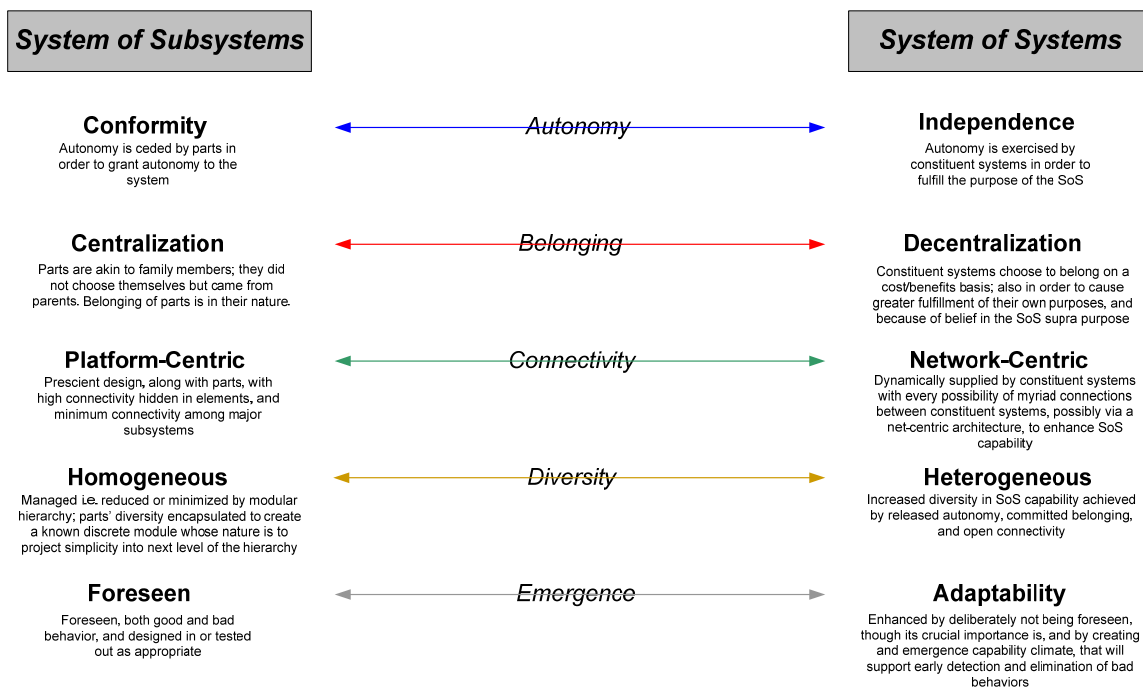 System of Subsystems
System of Systems
Conformity
Autonomy is ceded by parts in
order to grant autonomy to the
system
Autonomy
Independence
Autonomy is exercised by
constituent systems in order to
fulfill the purpose of the SoS
Centralization
Parts are akin to family members; they did
not choose themselves but came from
parents. Belonging of parts is in their nature.
Belonging
Decentralization
Constituent systems choose to belong on a
cost/benefits basis; also in order to cause
greater fulfillment of their own purposes, and
because of belief in the SoS supra purpose
Platform-Centric
Prescient design, along with parts, with
high connectivity hidden in elements, and
minimum connectivity among major
subsystems
Connectivity
Network-Centric
Dynamically supplied by constituent systems
with every possibility of myriad connections
between constituent systems, possibly via a
net-centric architecture, to enhance SoS
capability
Homogeneous
Managed i.e. reduced or minimized by modular
hierarchy; parts' diversity encapsulated to create
a known discrete module whose nature is to
project simplicity into next level of the hierarchy
Diversity
Heterogeneous
Increased diversity in SoS capability achieved
by released autonomy, committed belonging,
and open connectivity
Foreseen
Foreseen, both good and bad
behavior, and designed in or tested
out as appropriate
Emergence
Adaptability
Enhanced by deliberately not being foreseen,
though its crucial importance is, and by creating
and emergence capability climate, that will
support early detection and elimination of bad
behaviors